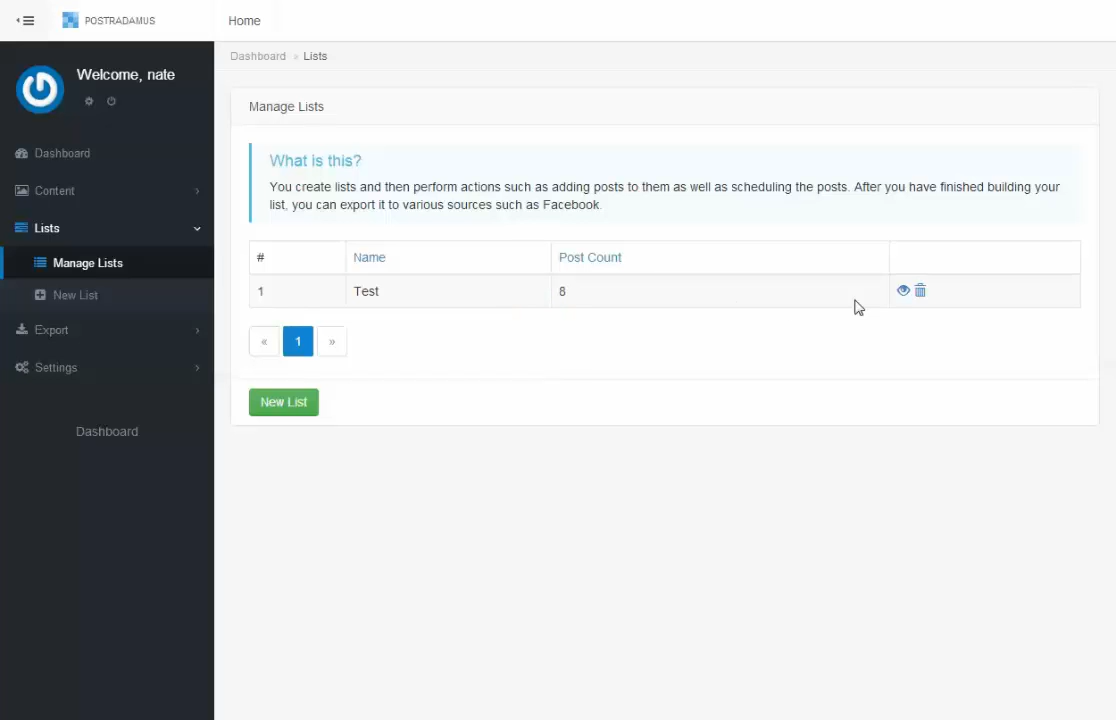 POSTRADAMUS
Home
Welcome, nate
Dashboard
Content
Lists
Manage Lists
New List
Export
Settings
Dashboard
Dashboard » Lists
Manage Lists
What is this?
You create lists and then perform actions such as adding posts to them as well as scheduling the posts. After you have finished building your
list, you can export it to various sources such as Facebook.
# Name Post Count
1 Test 8
« 1 »
New List